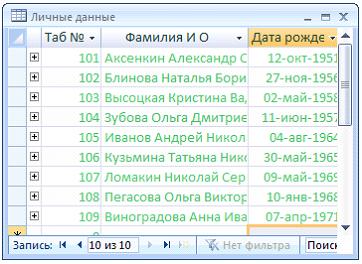 Личные данные
Таб № Фамилия И О Дата рожде
101 Аксенкин Александр С 12-окт-1951
102 Блинова Наталья Бори 27-ноя-1956
103 Высоцкая Кристина Ва, 02-май-1958
104 Зубова Ольга Дмитрие 11-июн-1957
105 Иванов Андрей Никол 04-авг-1964
106 Кузьмина Татьяна Ник 30-май-1965
107 Ломакин Николай Сер 09-май-1969
108 Пегасова Ольга Виктор 10-янв-1968
109 Виноградова Анна Ива 07-апр-1971
Запись: 10 из 10 Нет фильтра Поиск